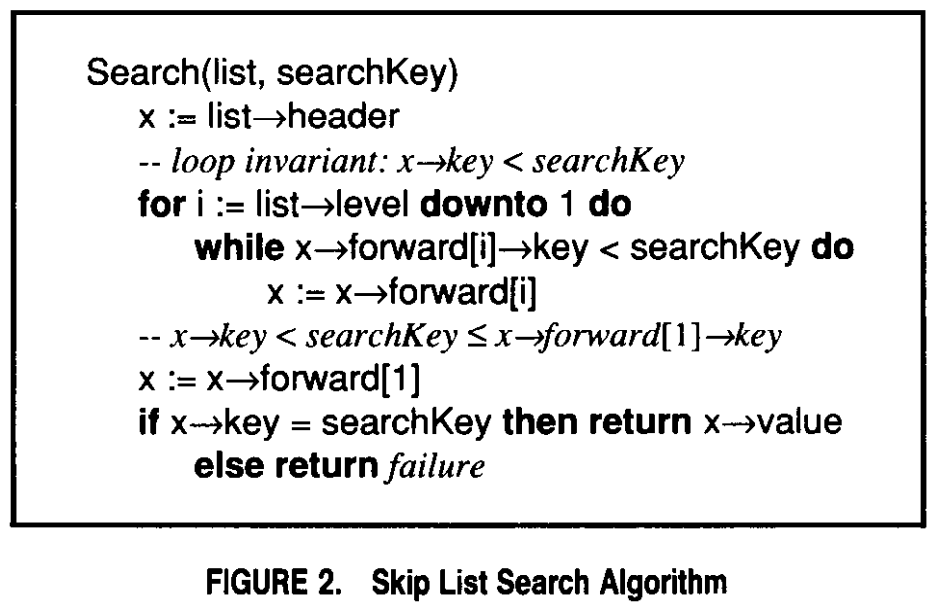 Search(list, searchKey)
x := list→header
-- loop invariant: x→key < searchKey
for i := list→level downto 1 do
while x→forward[i]→key < searchKey do
x := x→forward[i]
-- x→key < searchKey ≤ x→forward[1]→key
x := x→forward[1]
if x→key = searchKey then return x→value
else return failure
FIGURE 2. Skip List Search Algorithm